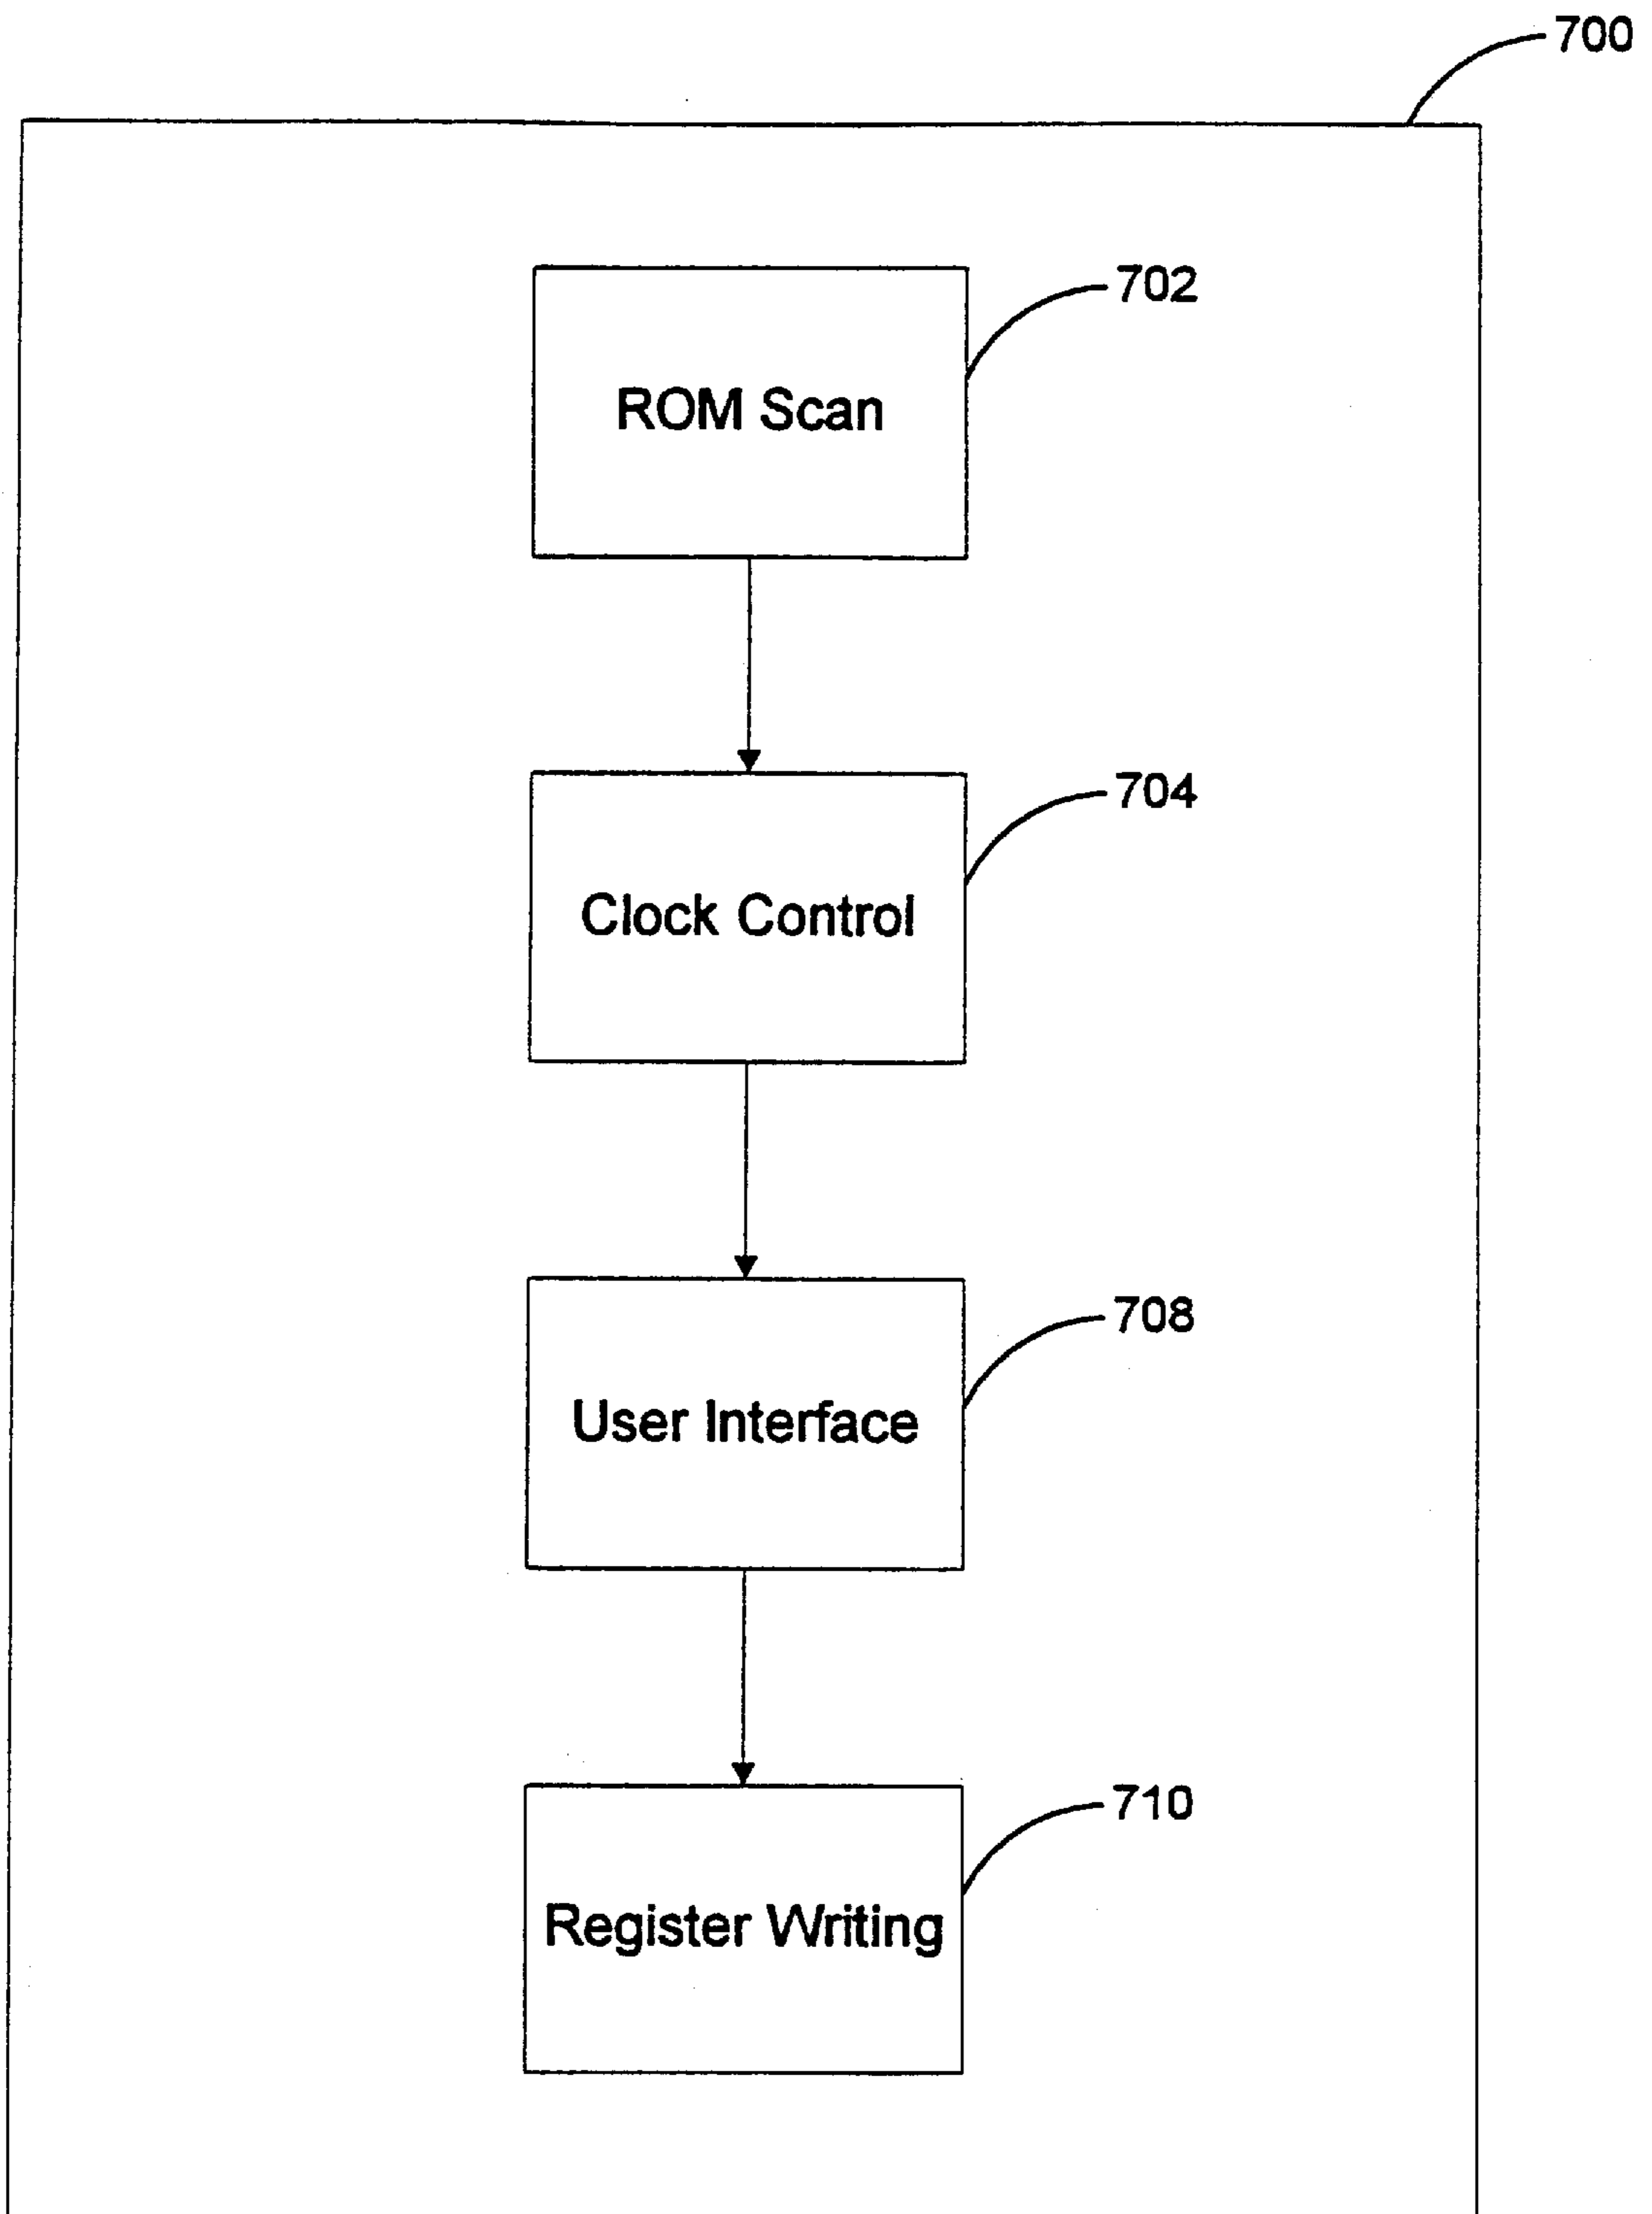 700
702
ROM Scan
704
Clock Control
708
User Interface
710
Register Writing